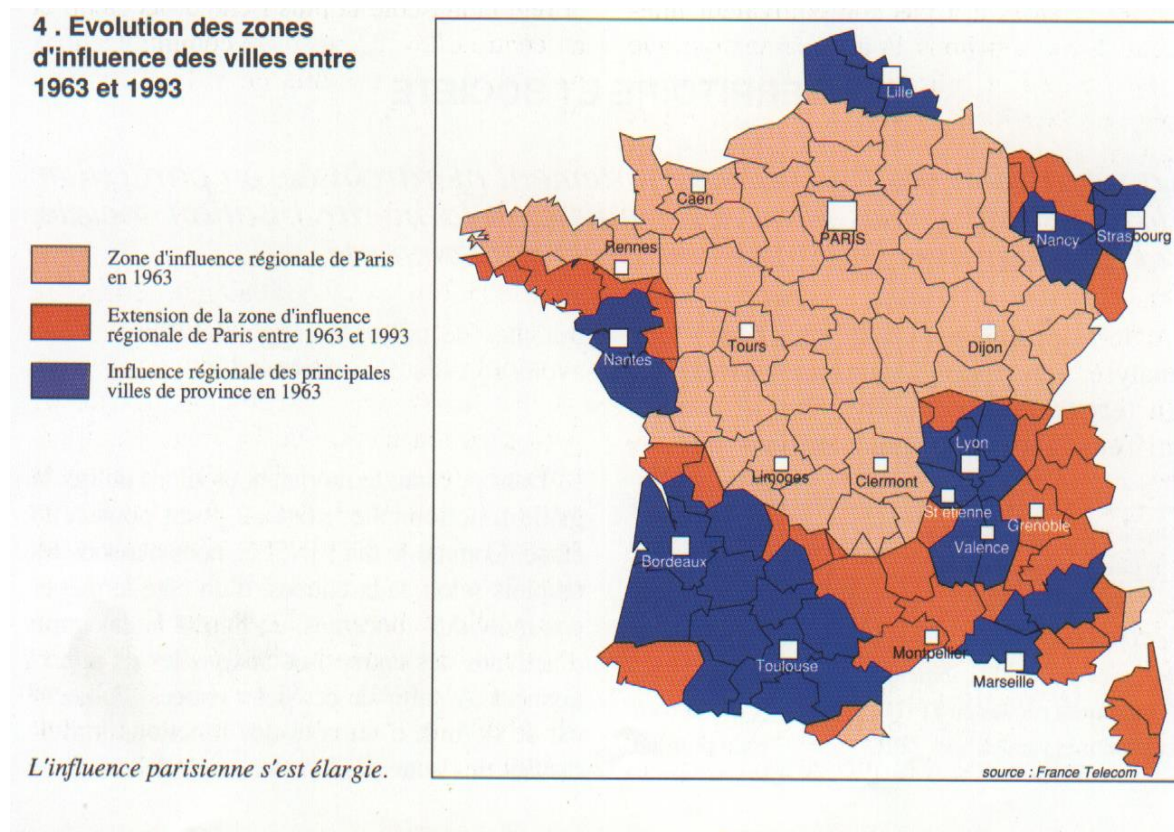 4 . Evolution des zones
d'influence des villes entre
1963 et 1993
Zone d'influence régionale de Paris
en 1963
Extension de la zone d'influence
régionale de Paris entre 1963 et 1993
Influence régionale des principales
villes de province en 1963
L'influence parisienne s'est élargie.
Lille
Caen
PARIS
Nancy
Strasbourg
Rennes
Nantes
Tours
Dijon
Lyon
Limoges
Clermont
St etienne
Grenoble
Valence
Bordeaux
Toulouse
Montpellier
Marseille
source : France Telecom